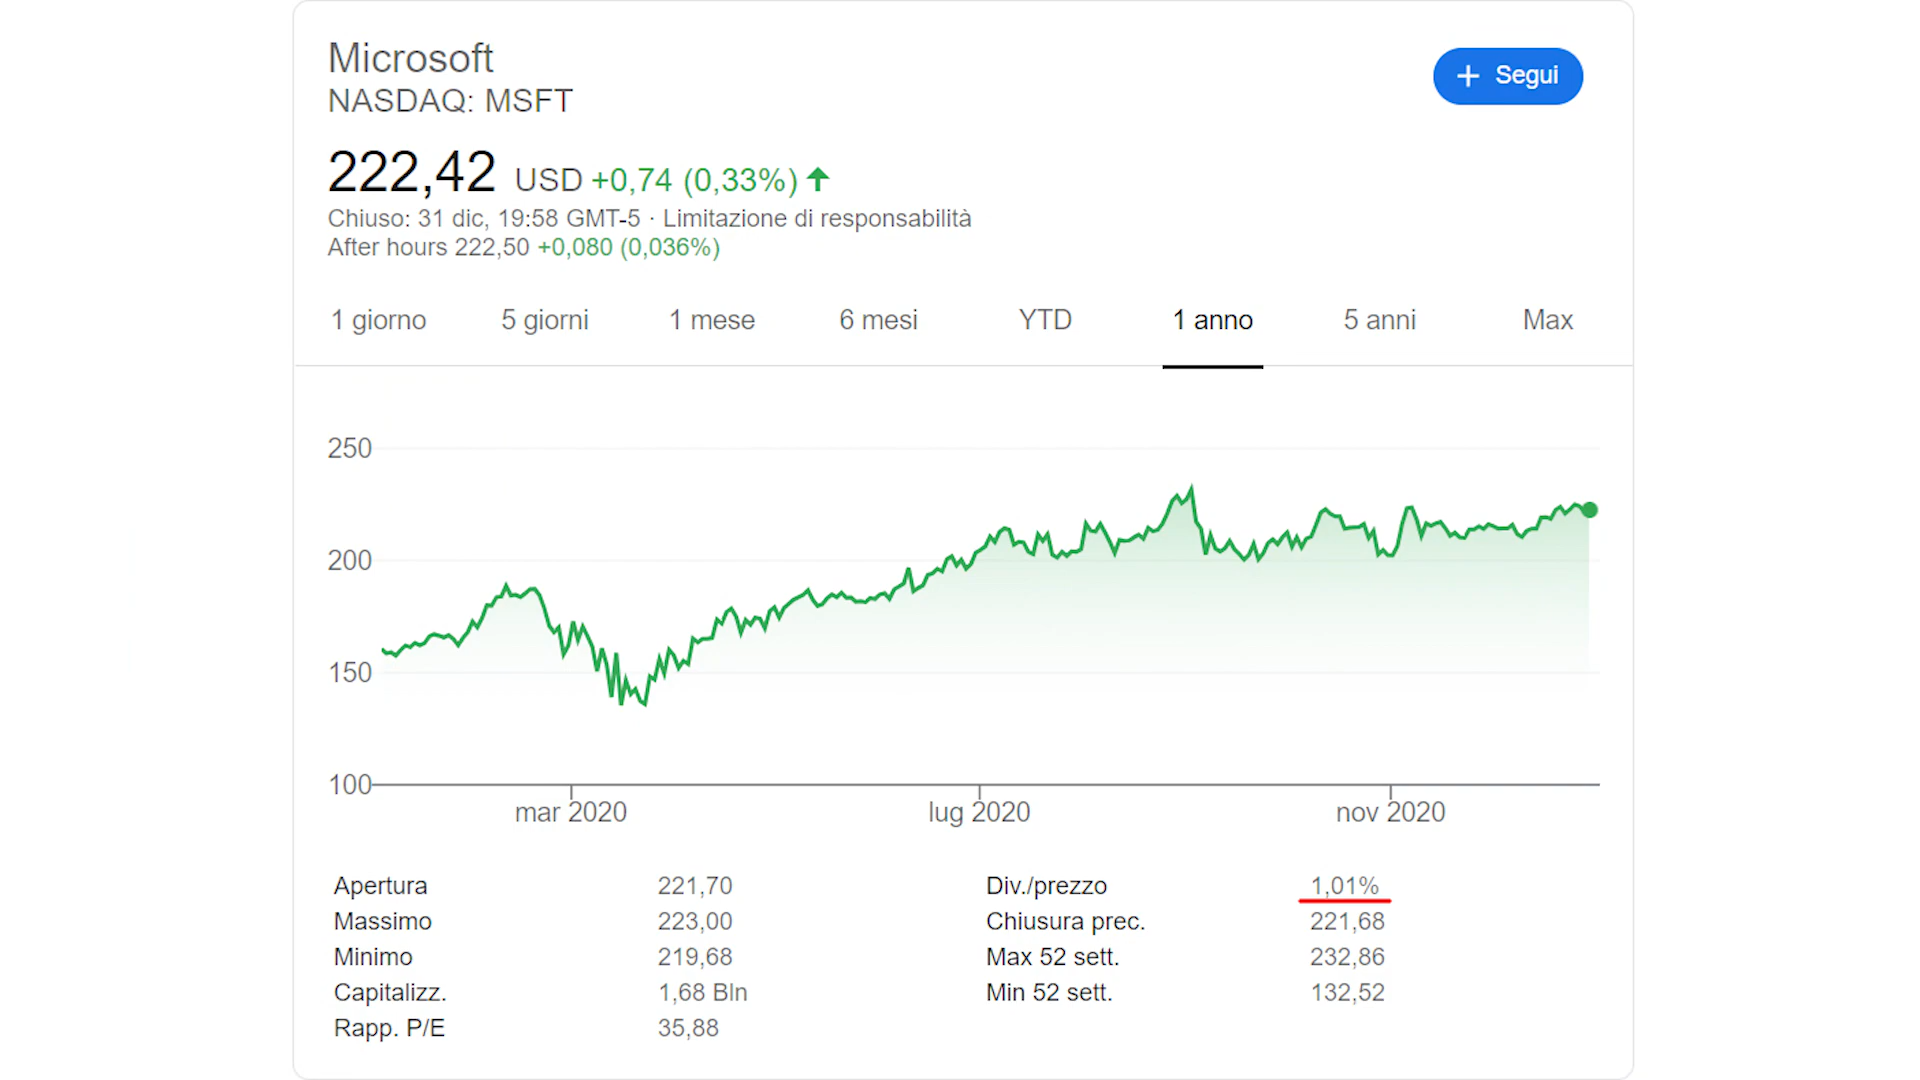 Microsoft
NASDAQ: MSFT
+ Segui
222,42 USD +0,74 (0,33%)
Chiuso: 31 dic, 19:58 GMT-5 · Limitazione di responsabilità
After hours 222,50 +0,080 (0,036%)
1 giorno 5 giorni 1 mese 6 mesi YTD 1 anno 5 anni Max
250
200
150
100
mar 2020 lug 2020 nov 2020
Apertura 221,70 Div./prezzo 1,01%
Massimo 223,00 Chiusura prec. 221,68
Minimo 219,68 Max 52 sett. 232,86
Capitalizz. 1,68 Bln Min 52 sett. 132,52
Rapp. P/E 35,88